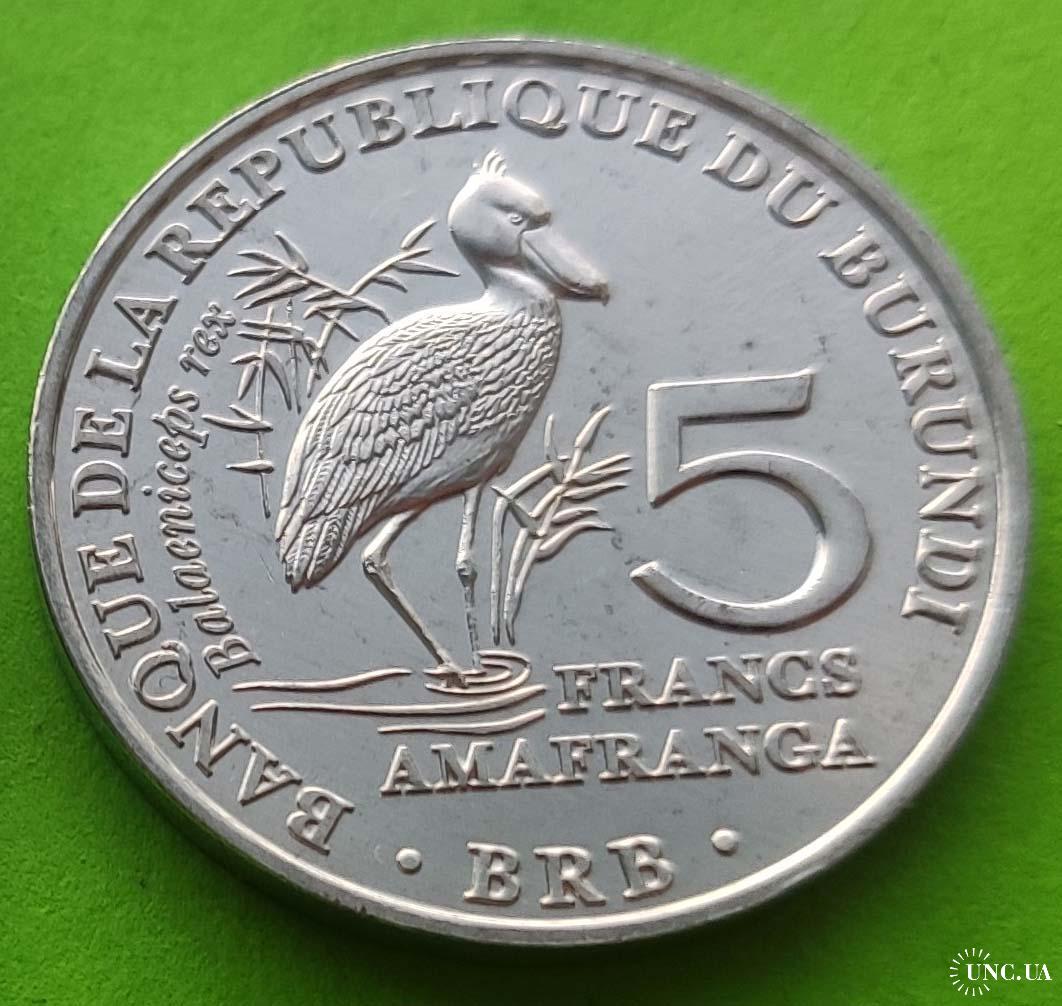 BANQUE DE LA REPUBLIQUE DU BURUNDI
Balaeniceps rex
5
FRANCS
AMAFRANGA
• BRB •
UNC.UA